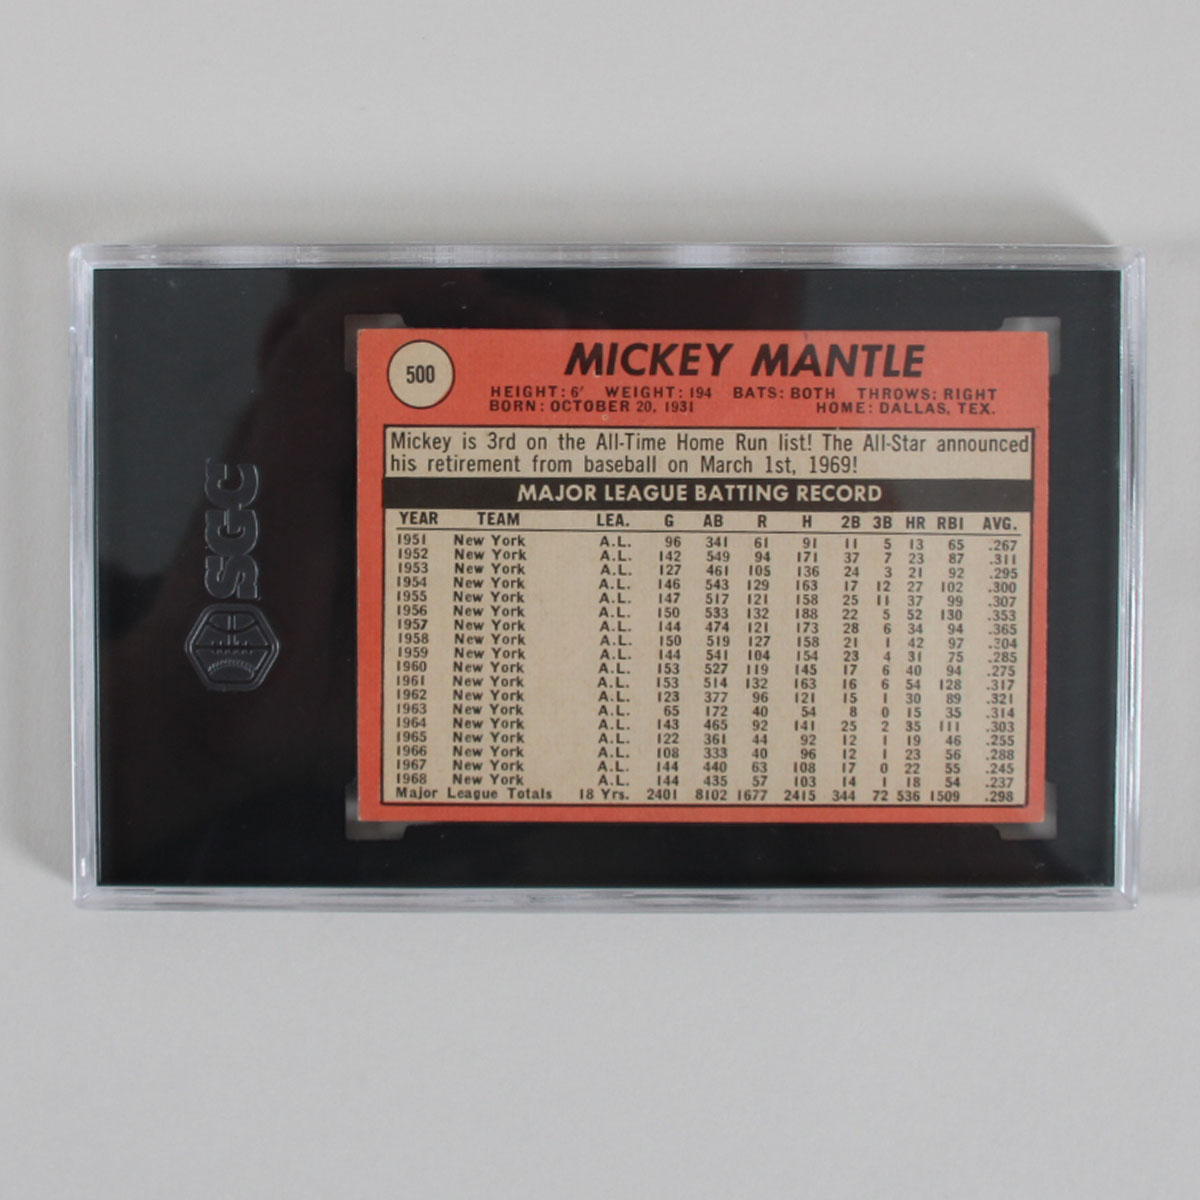 SGC
500
MICKEY MANTLE
HEIGHT: 6' WEIGHT: 194 BATS: BOTH THROWS: RIGHT
BORN: OCTOBER 20, 1931 HOME: DALLAS, TEX.
Mickey is 3rd on the All-Time Home Run list! The All-Star announced
his retirement from baseball on March 1st, 1969!
MAJOR LEAGUE BATTING RECORD
YEAR TEAM LEA. G AB R H 2B 3B HR RBI AVG.
1951 New York A.L. 96 341 61 91 11 5 13 65 .267
1952 New York A.L. 142 549 94 171 37 7 23 87 .311
1953 New York A.L. 127 461 105 136 24 3 21 92 .295
1954 New York A.L. 146 543 129 163 17 12 27 102 .300
1955 New York A.L. 147 517 121 158 25 11 37 99 .307
1956 New York A.L. 150 533 132 188 22 5 52 130 .353
1957 New York A.L. 144 474 121 173 28 6 34 94 .365
1958 New York A.L. 150 519 127 158 21 1 42 97 .304
1959 New York A.L. 144 541 104 154 23 4 31 75 .285
1960 New York A.L. 153 527 119 145 17 6 40 94 .275
1961 New York A.L. 153 514 132 163 16 6 54 128 .317
1962 New York A.L. 123 377 96 121 15 1 30 89 .321
1963 New York A.L. 65 172 40 54 8 0 15 35 .314
1964 New York A.L. 143 465 92 141 25 2 35 111 .303
1965 New York A.L. 122 361 44 92 12 1 19 46 .255
1966 New York A.L. 108 333 40 96 12 1 23 56 .288
1967 New York A.L. 144 440 63 108 17 0 22 55 .245
1968 New York A.L. 144 435 57 103 14 1 18 54 .237
Major League Totals 18 Yrs. 2401 8102 1677 2415 344 72 536 1509 .298